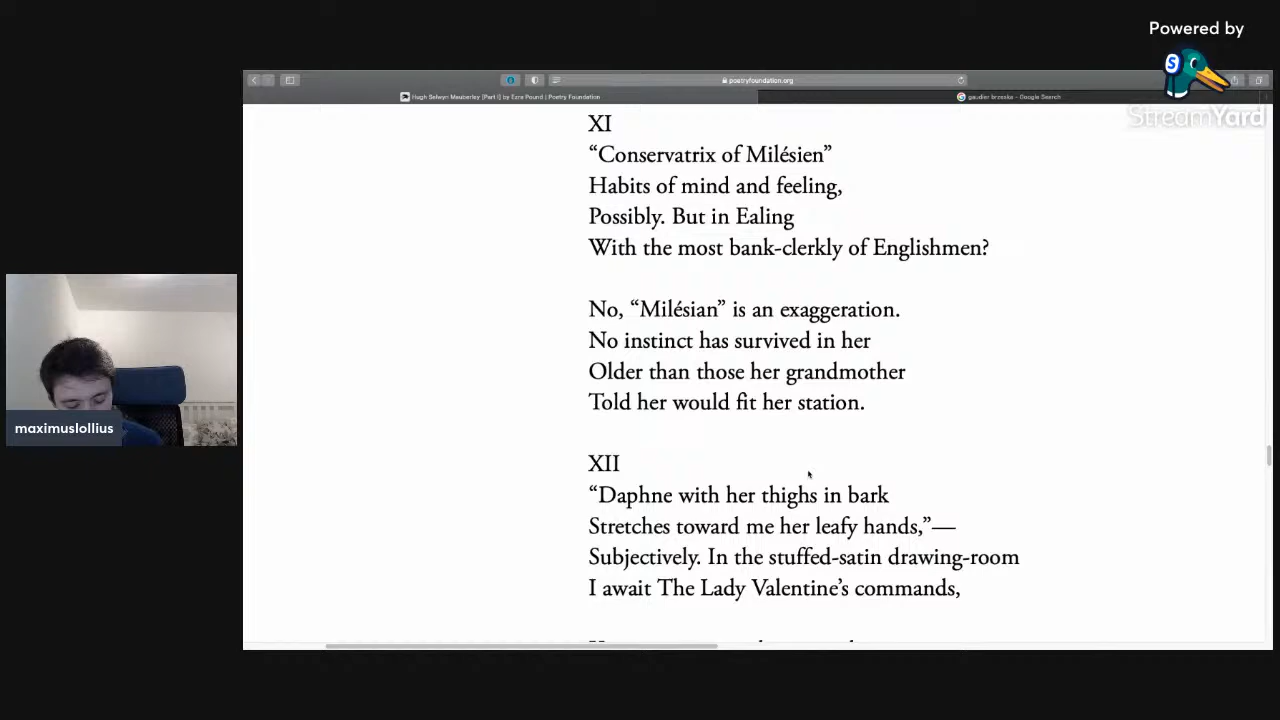 Powered by
StreamYard
poetryfoundation.org
Hugh Selwyn Mauberley [Part I] by Ezra Pound | Poetry Foundation
gaudier brzeska - Google Search
XI
“Conservatrix of Milésien”
Habits of mind and feeling,
Possibly. But in Ealing
With the most bank-clerkly of Englishmen?
No, “Milésian” is an exaggeration.
No instinct has survived in her
Older than those her grandmother
Told her would fit her station.
XII
“Daphne with her thighs in bark
Stretches toward me her leafy hands,”—
Subjectively. In the stuffed-satin drawing-room
I await The Lady Valentine’s commands,
maximuslollius